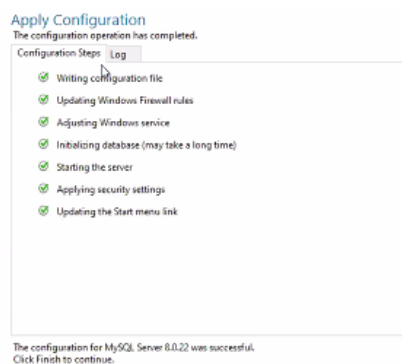 Apply Configuration
The configuration operation has completed.
Configuration Steps Log
Writing configuration file
Updating Windows Firewall rules
Adjusting Windows service
Initializing database (may take a long time)
Starting the server
Applying security settings
Updating the Start menu link
The configuration for MySQL Server 8.0.22 was successful.
Click Finish to continue.